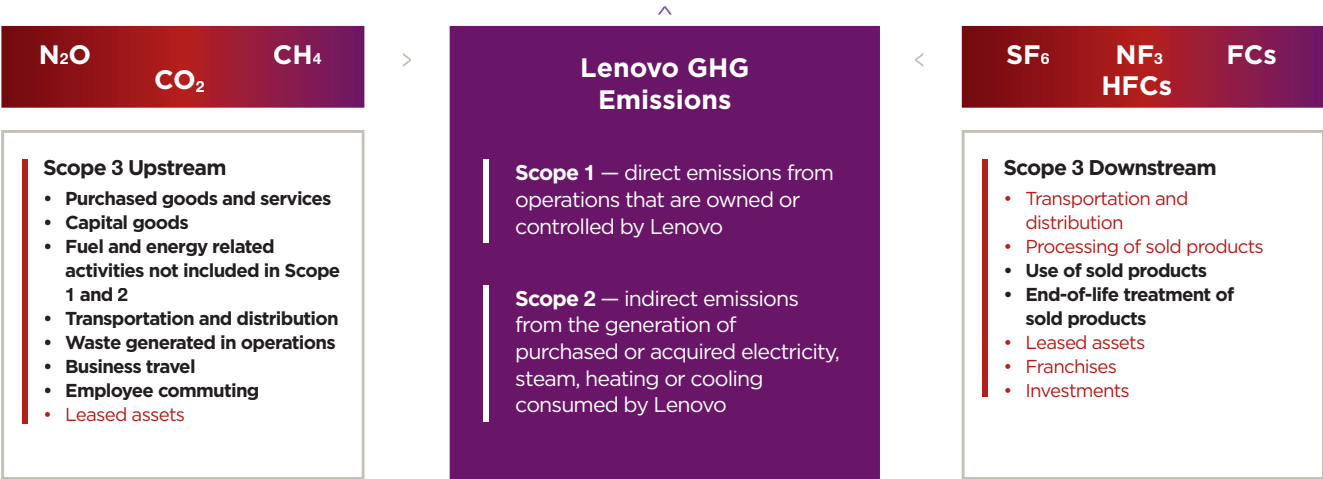 N₂O
CH₄
CO₂
Scope 3 Upstream
• Purchased goods and services
• Capital goods
• Fuel and energy related
activities not included in Scope
1 and 2
• Transportation and distribution
• Waste generated in operations
• Business travel
• Employee commuting
• Leased assets
Lenovo GHG
Emissions
Scope 1 — direct emissions from
operations that are owned or
controlled by Lenovo
Scope 2 — indirect emissions
from the generation of
purchased or acquired electricity,
steam, heating or cooling
consumed by Lenovo
SF₆
NF₃
FCs
HFCs
Scope 3 Downstream
• Transportation and
distribution
• Processing of sold products
• Use of sold products
• End-of-life treatment of
sold products
• Leased assets
• Franchises
• Investments